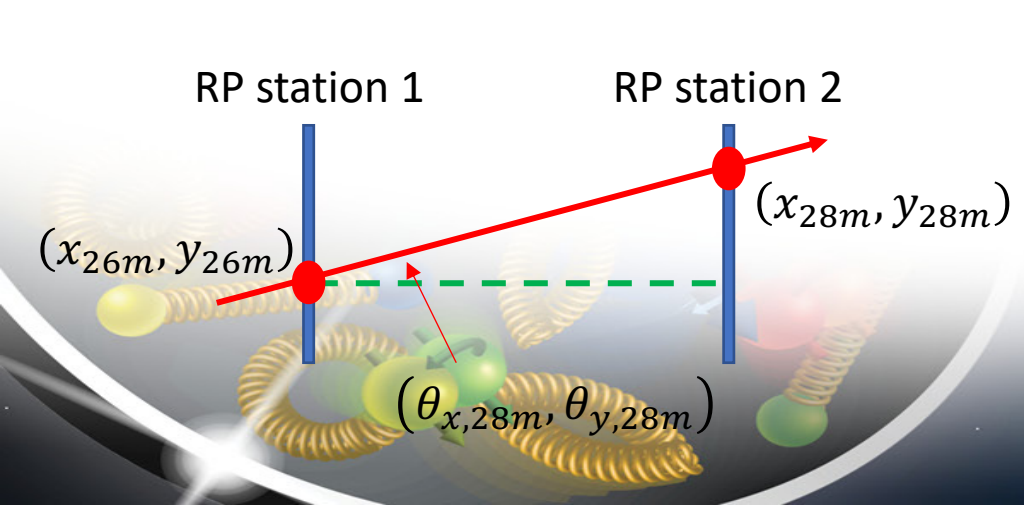 RP station 1
RP station 2
(x_{26m}, y_{26m})
(x_{28m}, y_{28m})
(θ_{x,28m}, θ_{y,28m})